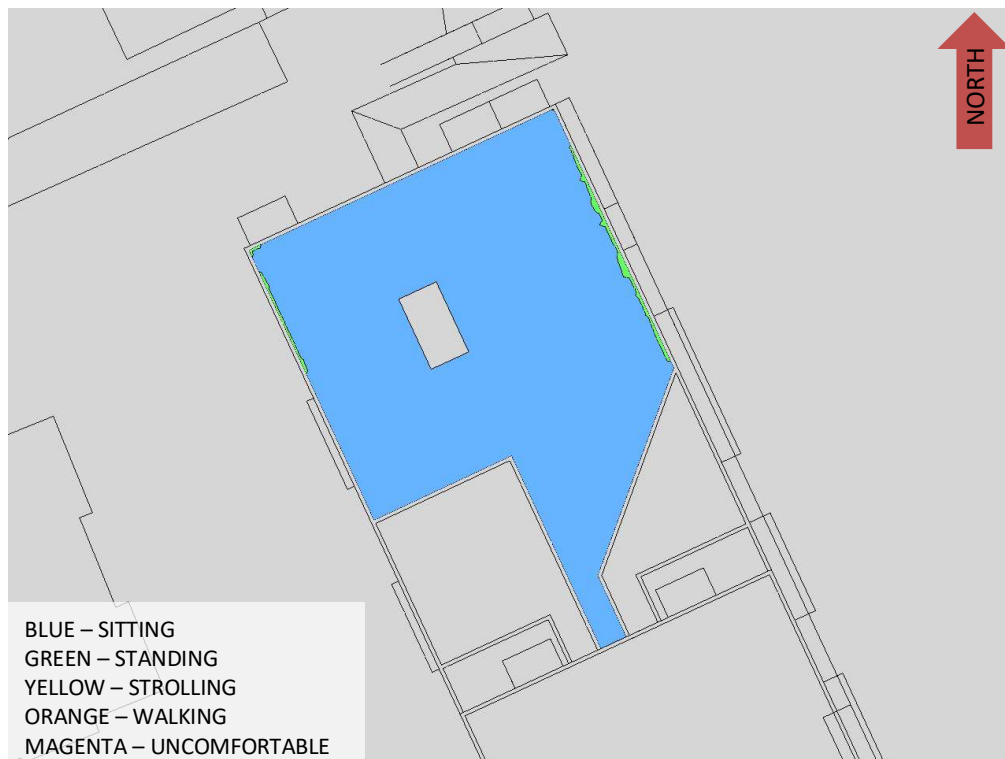 NORTH
BLUE – SITTING
GREEN – STANDING
YELLOW – STROLLING
ORANGE – WALKING
MAGENTA – UNCOMFORTABLE